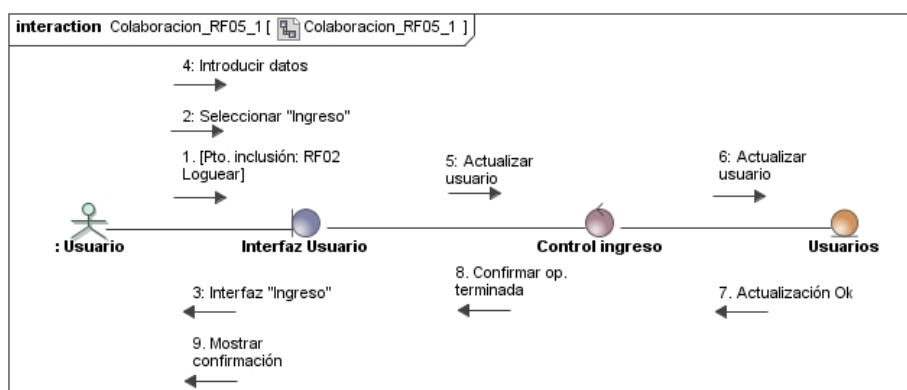 interaction Colaboracion_RF05_1 [ Colaboracion_RF05_1 ]
4: Introducir datos
2: Seleccionar "Ingreso"
1. [Pto. inclusión: RF02
Loguear]
5: Actualizar
usuario
6: Actualizar
usuario
: Usuario
Interfaz Usuario
Control ingreso
Usuarios
3: Interfaz "Ingreso"
8. Confirmar op.
terminada
7. Actualización Ok
9. Mostrar
confirmación